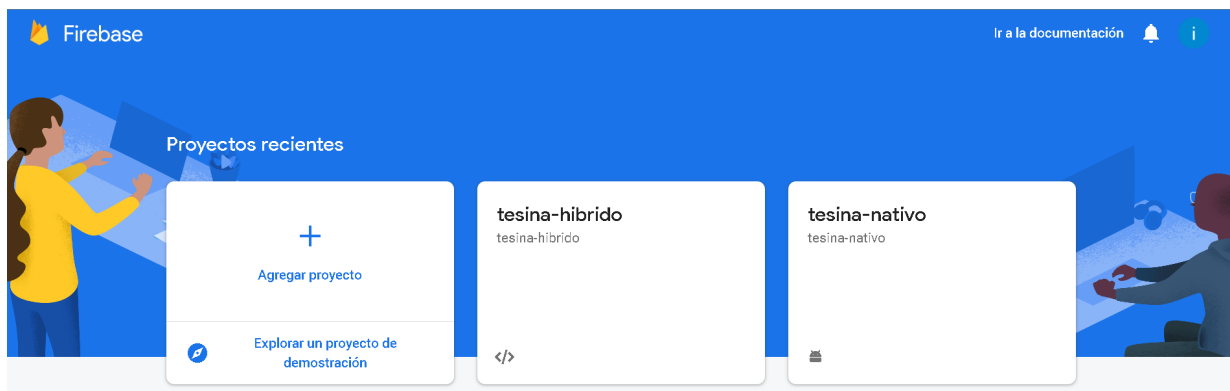 Firebase
Ir a la documentación
i
Proyectos recientes
Agregar proyecto
Explorar un proyecto de
demostración
tesina-hibrido
tesina-hibrido
tesina-nativo
tesina-nativo